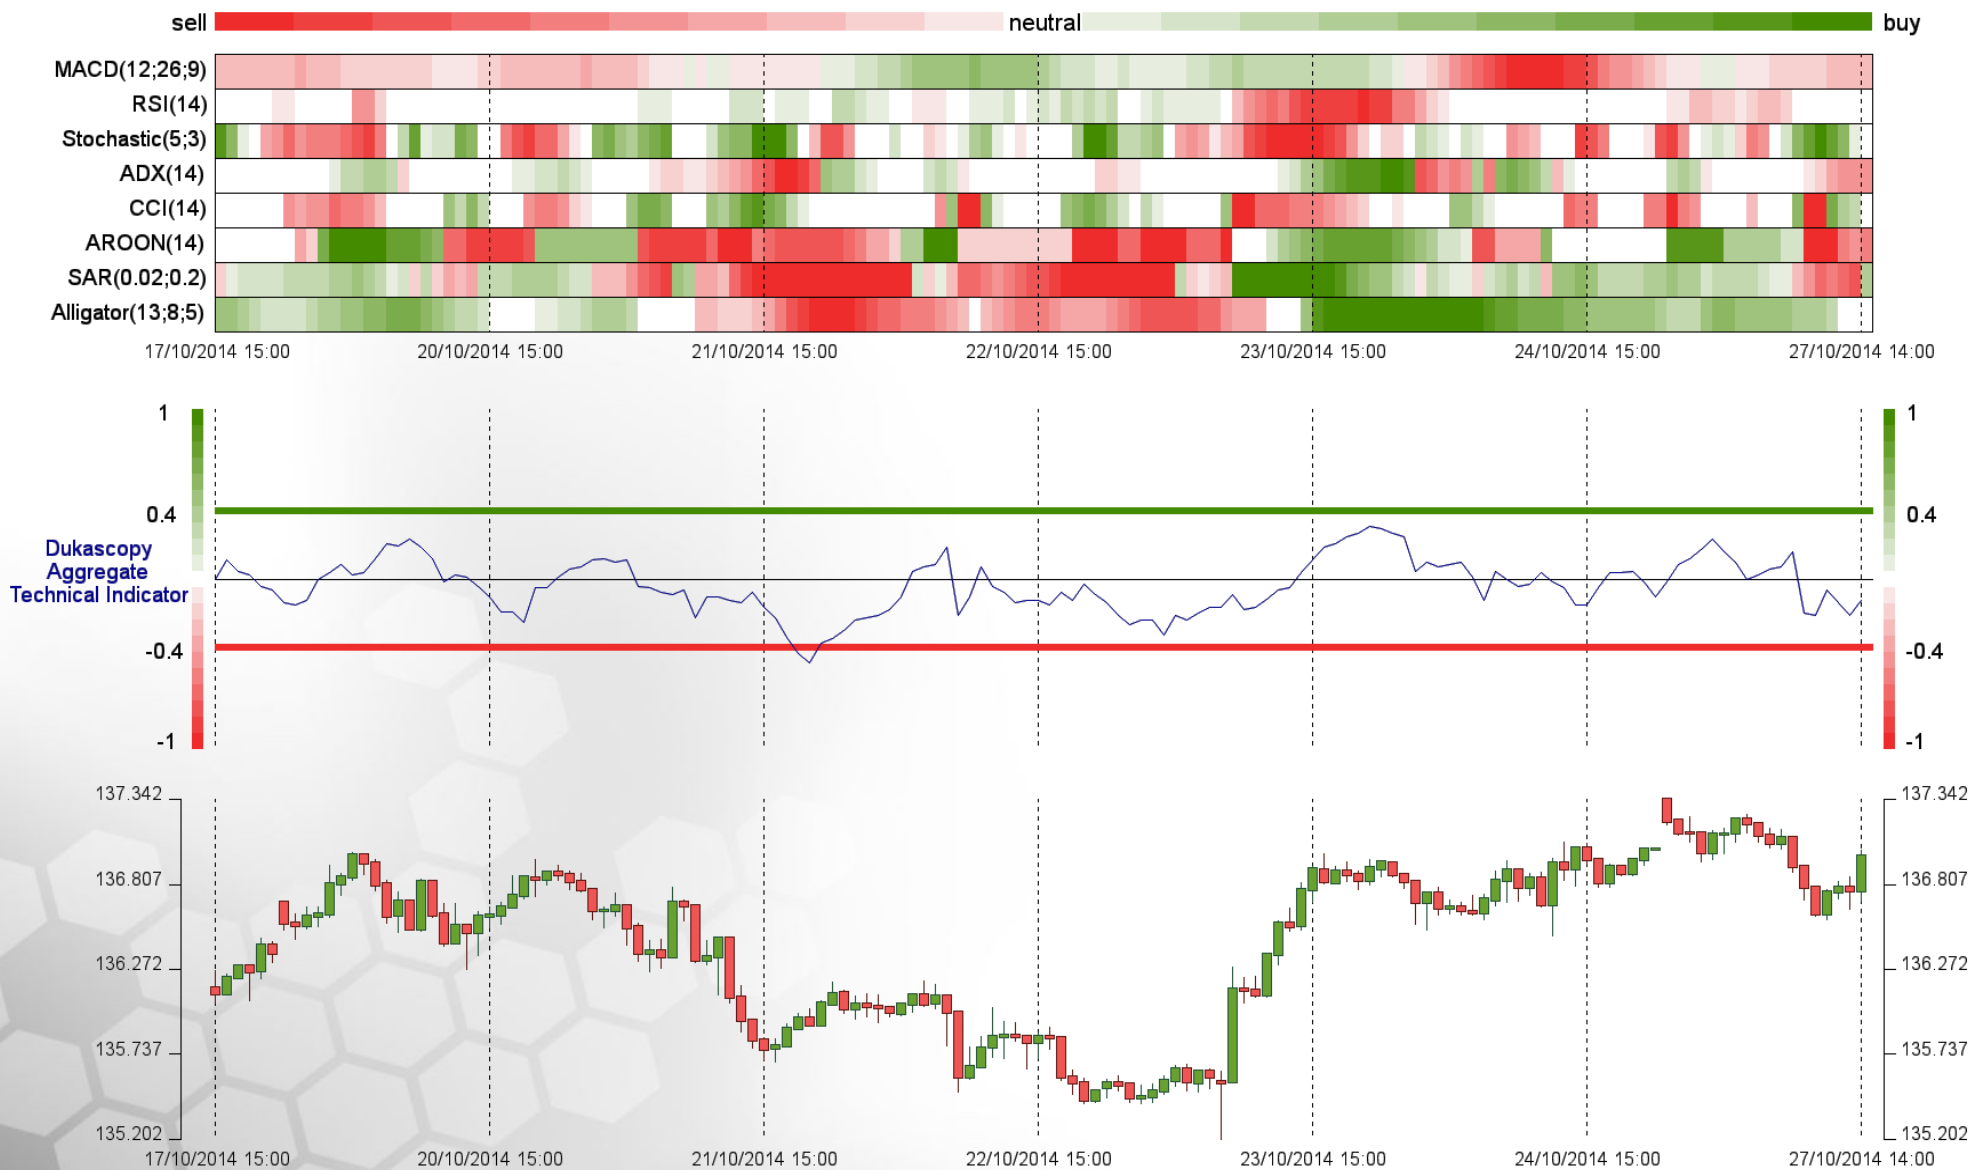 sell neutral buy
MACD(12;26;9)
RSI(14)
Stochastic(5;3)
ADX(14)
CCI(14)
AROON(14)
SAR(0.02;0.2)
Alligator(13;8;5)
17/10/2014 15:00 20/10/2014 15:00 21/10/2014 15:00 22/10/2014 15:00 23/10/2014 15:00 24/10/2014 15:00 27/10/2014 14:00
1 1
0.4 0.4
Dukascopy
Aggregate
Technical Indicator
-0.4 -0.4
-1 -1
137.342 137.342
136.807 136.807
136.272 136.272
135.737 135.737
135.202 135.202
17/10/2014 15:00 20/10/2014 15:00 21/10/2014 15:00 22/10/2014 15:00 23/10/2014 15:00 24/10/2014 15:00 27/10/2014 14:00